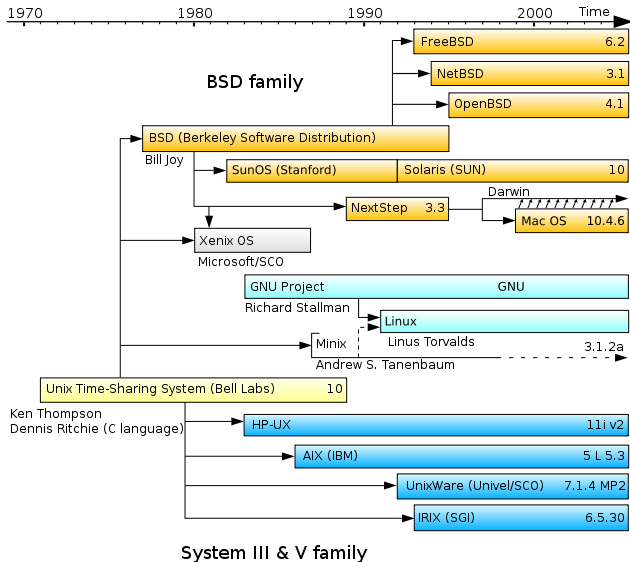 1970 1980 1990 2000 Time
FreeBSD 6.2
BSD family
NetBSD 3.1
OpenBSD 4.1
BSD (Berkeley Software Distribution)
Bill Joy
SunOS (Stanford) Solaris (SUN) 10
Darwin
NextStep 3.3
Mac OS 10.4.6
Xenix OS
Microsoft/SCO
GNU Project GNU
Richard Stallman
Linux
Linus Torvalds
Minix
3.1.2a
Andrew S. Tanenbaum
Unix Time-Sharing System (Bell Labs) 10
Ken Thompson
Dennis Ritchie (C language)
HP-UX 11i v2
AIX (IBM) 5 L 5.3
UnixWare (Univel/SCO) 7.1.4 MP2
IRIX (SGI) 6.5.30
System III & V family